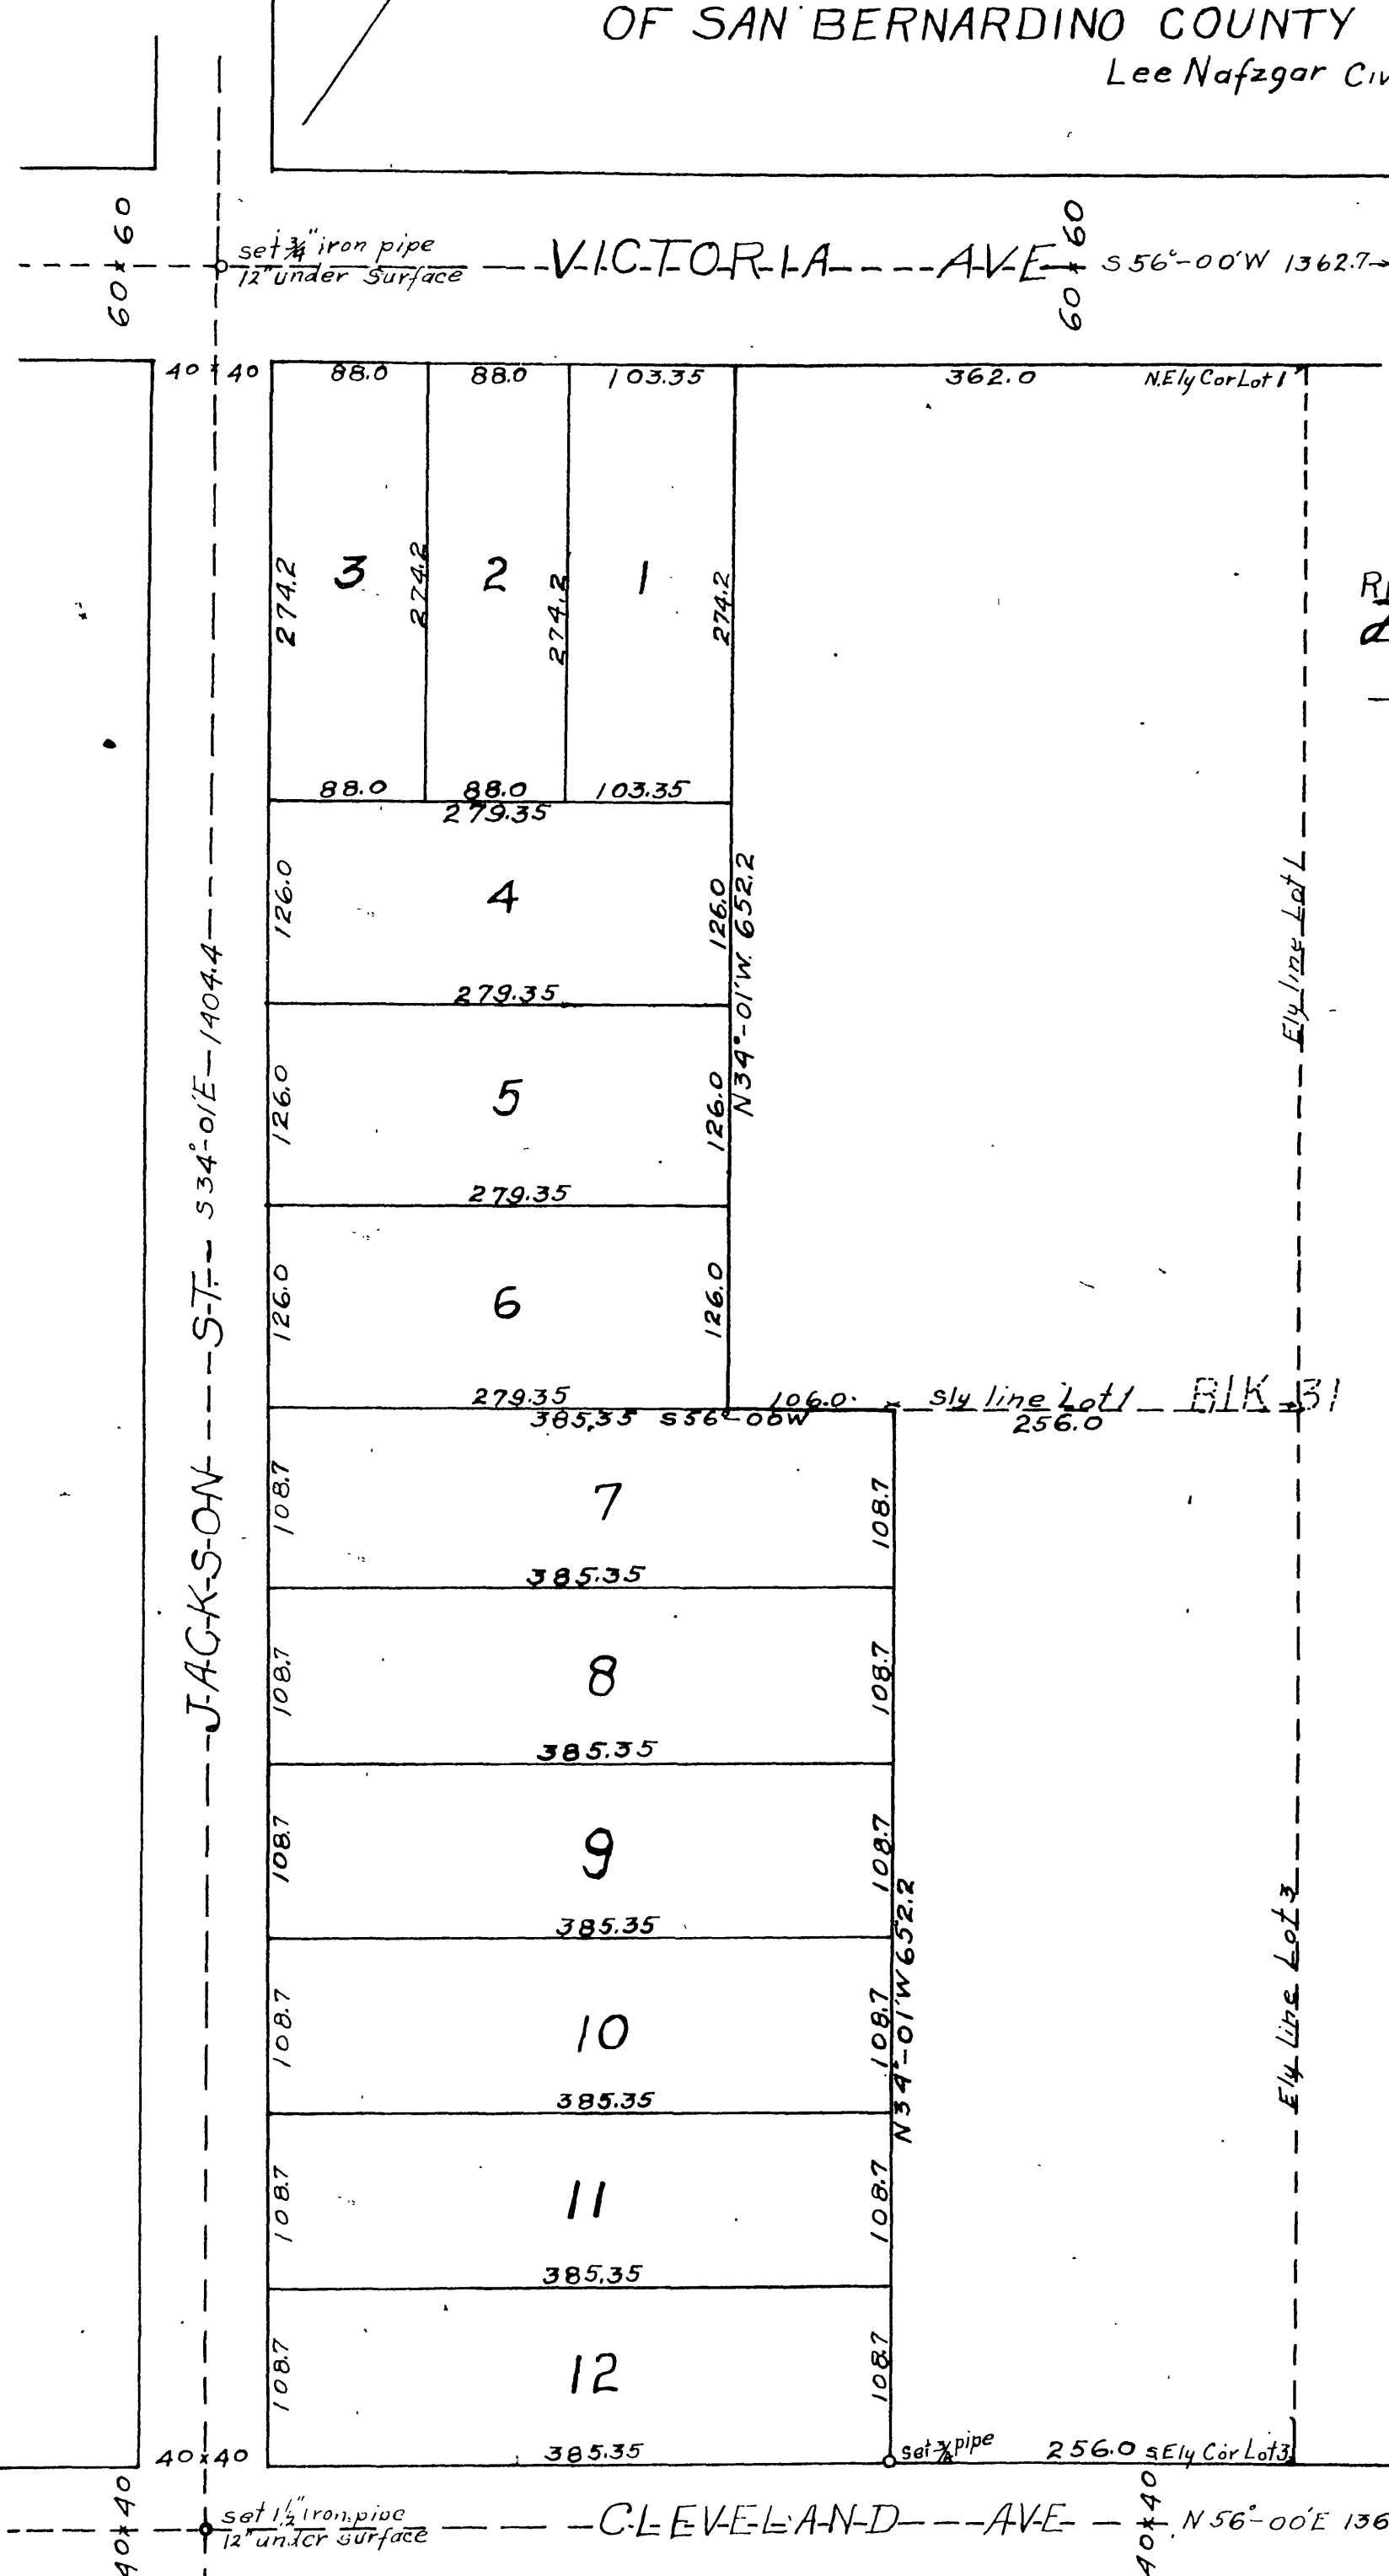 OF SAN BERNARDINO COUNTY
Lee Nafzgar
60 x 60
set ¾" iron pipe
12" under Surface
VICTORIA AVE
60 x 60
S 56°-00'W 1362.7
40 x 40
88.0
88.0
103.35
362.0
N.Ely Cor Lot 1
274.2
3
274.2
2
274.2
1
274.2
88.0
88.0
103.35
279.35
126.0
4
126.0
N34°-01'W. 652.2
Ely line Lot 1
279.35
S34°-01'E-1404.4
126.0
5
126.0
279.35
JACKSON ST.
126.0
6
126.0
279.35
106.0
Sly line Lot 1
BLK 31
385.35 S56°-00W
256.0
108.7
7
108.7
385.35
108.7
8
108.7
385.35
108.7
9
108.7
385.35
N34°-01'W 652.2
Ely line Lot 3
108.7
10
108.7
385.35
108.7
11
108.7
385.35
108.7
12
108.7
40 x 40
385.35
set ¾ pipe
256.0
S.Ely Cor Lot 3
40 x 40
set 1½" iron pipe
12" under surface
CLEVELAND AVE
40 x 40
N 56°-00'E 136